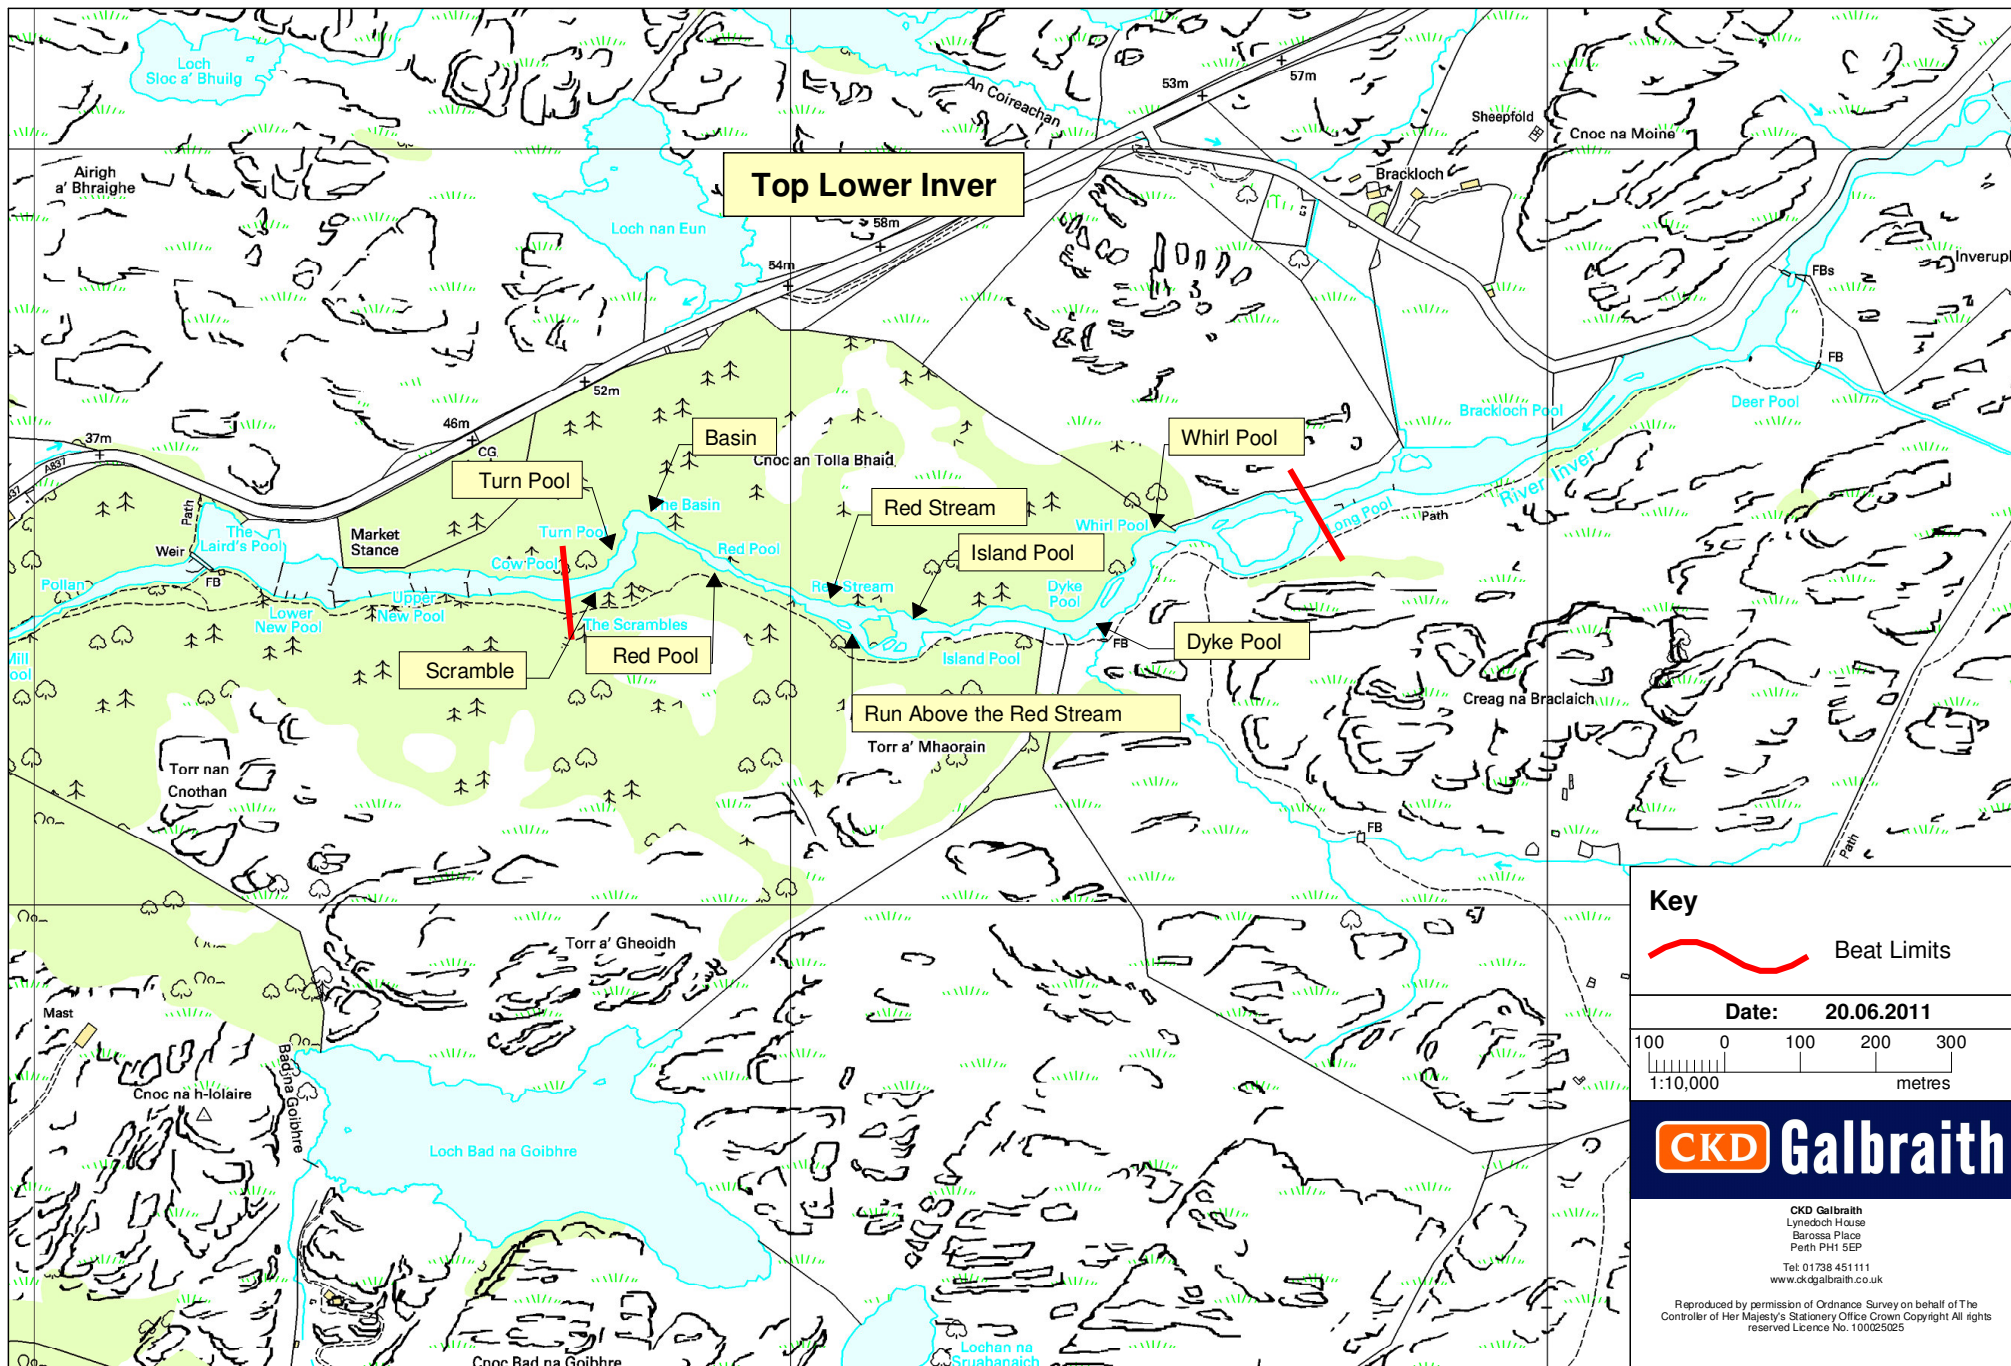 Loch
Sloc a' Bhuilg
An Coireachan
53m
57m
Sheepfold
Cnoc na Moine
Airigh
a' Bhraighe
Top Lower Inver
Brackloch
Loch nan Eun
58m
54m
FBs
FB
52m
Brackloch Pool
Deer Pool
46m
CG
37m
A837
Basin
Whirl Pool
Cnoc an Tolla Bhaid
Turn Pool
Red Stream
River Inver
The Basin
Long Pool
Path
Path
The
Laird's Pool
Market
Stance
Turn Pool
Whirl Pool
Island Pool
Red Pool
Weir
FB
Cow Pool
Pollan
Upper
New Pool
Lower
New Pool
Dyke
Pool
The Scrambles
Scramble
Red Pool
Island Pool
FB
Dyke Pool
Creag na Braclaich
Run Above the Red Stream
Torr a' Mhaorain
Torr nan
Cnothan
FB
Path
Torr a' Gheoidh
Mast
Cnoc na h-Iolaire
Bad na Goibhre
Loch Bad na Goibhre
Cnoc Bad na Goibhre
Lochan na
Sruabanaich
Key
Beat Limits
Date: 20.06.2011
100 0 100 200 300
1:10,000 metres
CKD Galbraith
CKD Galbraith
Lynedoch House
Barossa Place
Perth PH1 5EP
Tel: 01738 451111
www.ckdgalbraith.co.uk
Reproduced by permission of Ordnance Survey on behalf of The
Controller of Her Majesty's Stationery Office Crown Copyright All rights
reserved Licence No. 100025025